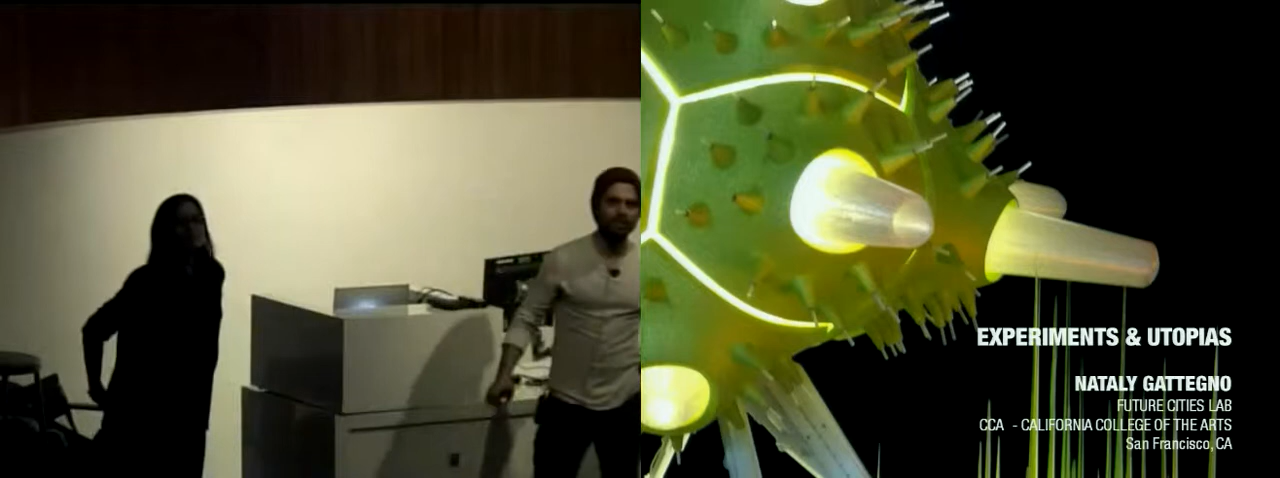 EXPERIMENTS & UTOPIAS
NATALY GATTEGNO
FUTURE CITIES LAB
CCA - CALIFORNIA COLLEGE OF THE ARTS
San Francisco, CA